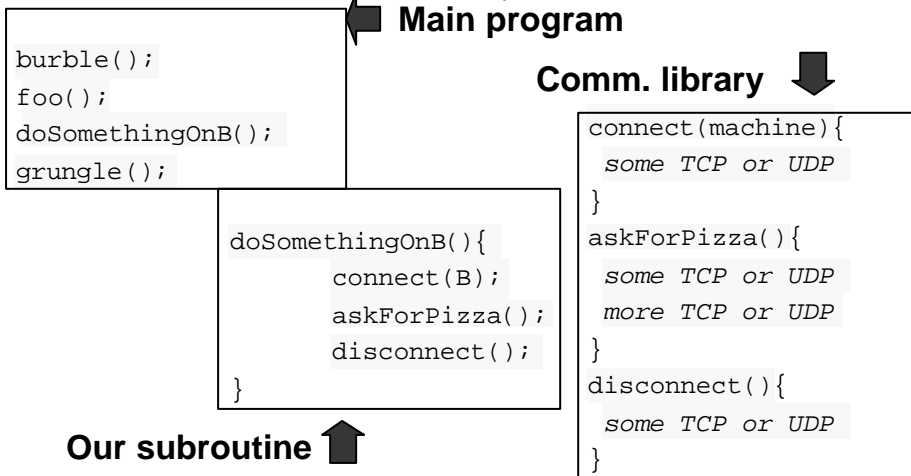 Main program
burble();
foo();
doSomethingOnB();
grungle();
Comm. library
connect(machine){
some TCP or UDP
}
askForPizza(){
some TCP or UDP
more TCP or UDP
}
disconnect(){
some TCP or UDP
}
doSomethingOnB(){
connect(B);
askForPizza();
disconnect();
}
Our subroutine